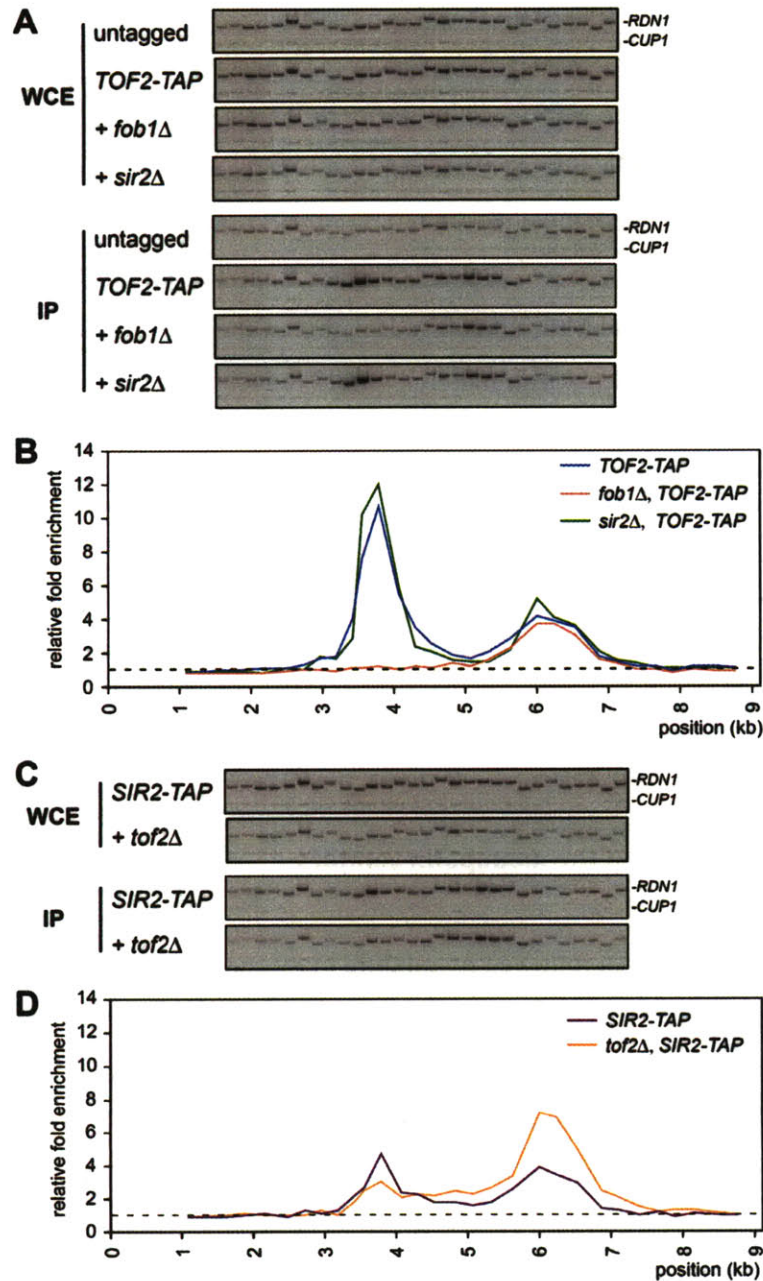 A
untagged
-RDN1
-CUP1
WCE
TOF2-TAP
+ fob1Δ
+ sir2Δ
untagged
-RDN1
-CUP1
IP
TOF2-TAP
+ fob1Δ
+ sir2Δ
B
relative fold enrichment
14
12
10
8
6
4
2
0
TOF2-TAP
fob1Δ, TOF2-TAP
sir2Δ, TOF2-TAP
0 1 2 3 4 5 6 7 8 9
position (kb)
C
WCE
SIR2-TAP
-RDN1
-CUP1
+ tof2Δ
IP
SIR2-TAP
-RDN1
-CUP1
+ tof2Δ
D
relative fold enrichment
14
12
10
8
6
4
2
0
SIR2-TAP
tof2Δ, SIR2-TAP
0 1 2 3 4 5 6 7 8 9
position (kb)